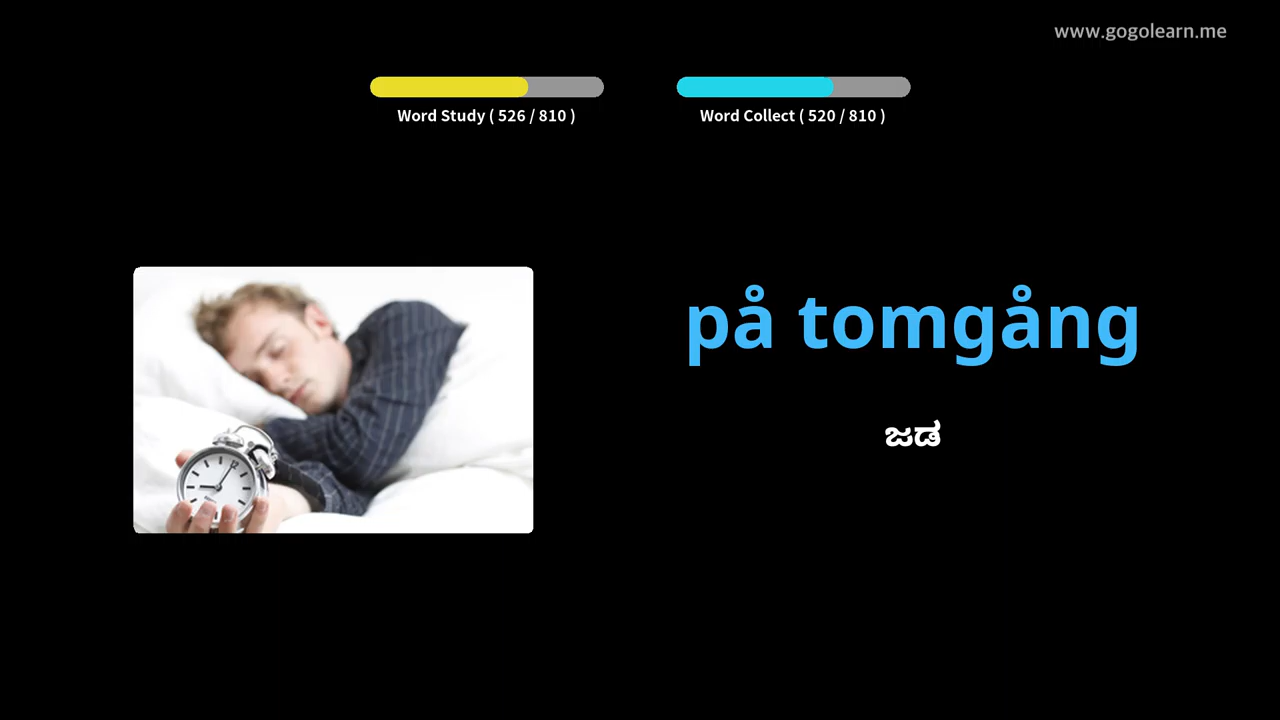 www.gogolearn.me
Word Study ( 526 / 810 )
Word Collect ( 520 / 810 )
på tomgång
ಜಡ